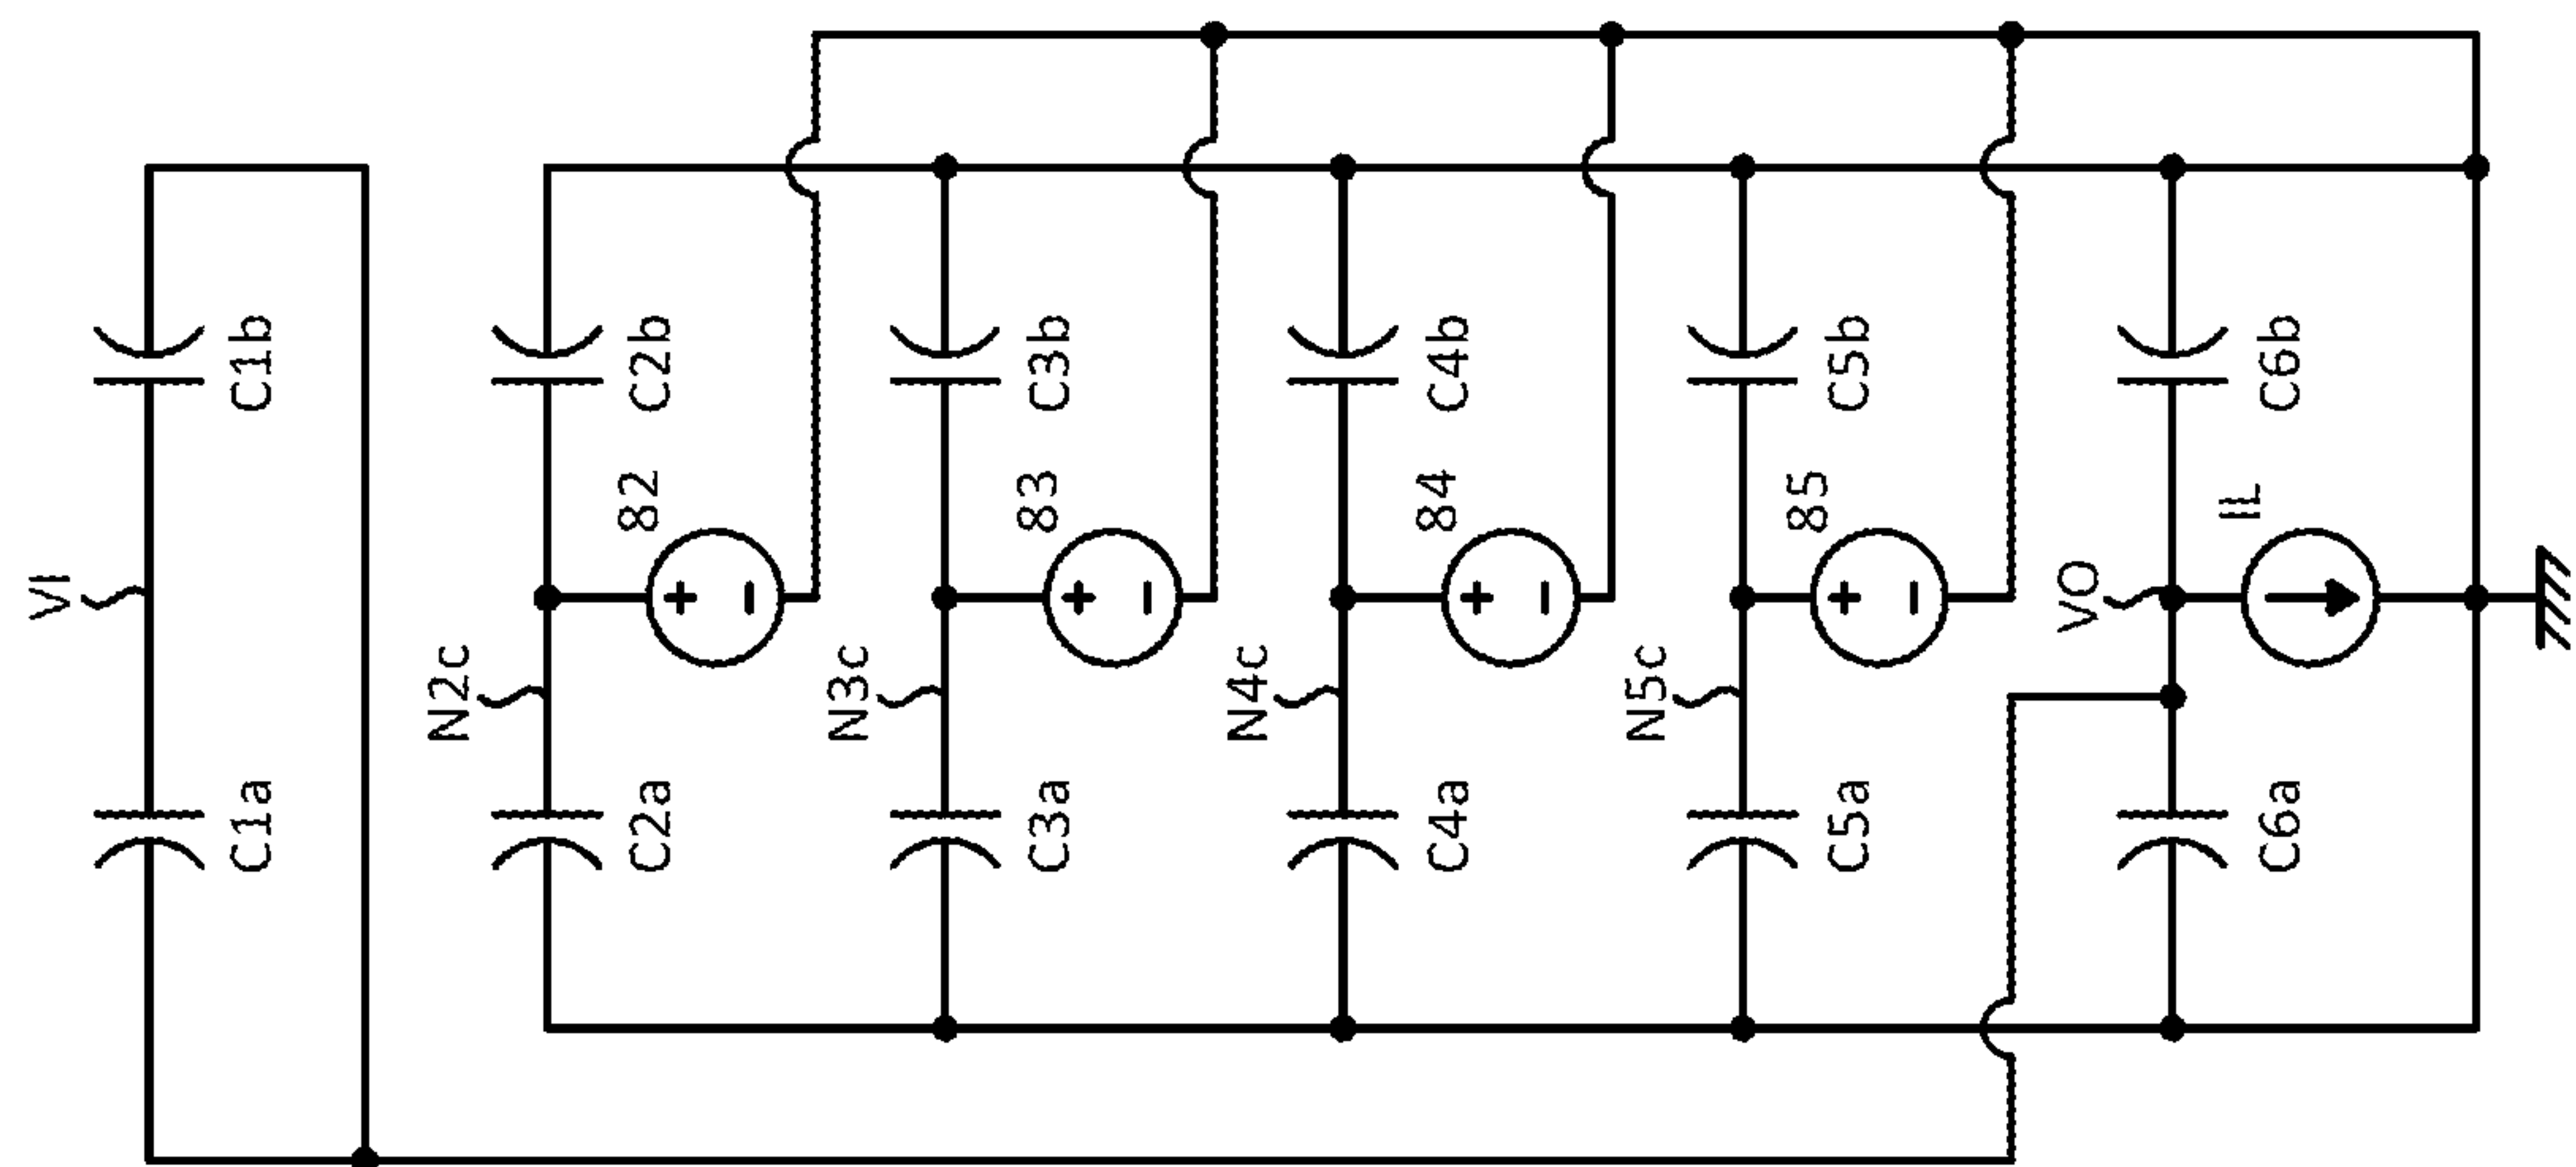 VI
C1a
C1b
N2c
C2a
82
C2b
+
-
N3c
C3a
83
C3b
+
-
N4c
C4a
84
C4b
+
-
N5c
C5a
85
C5b
+
-
VO
C6a
IL
C6b